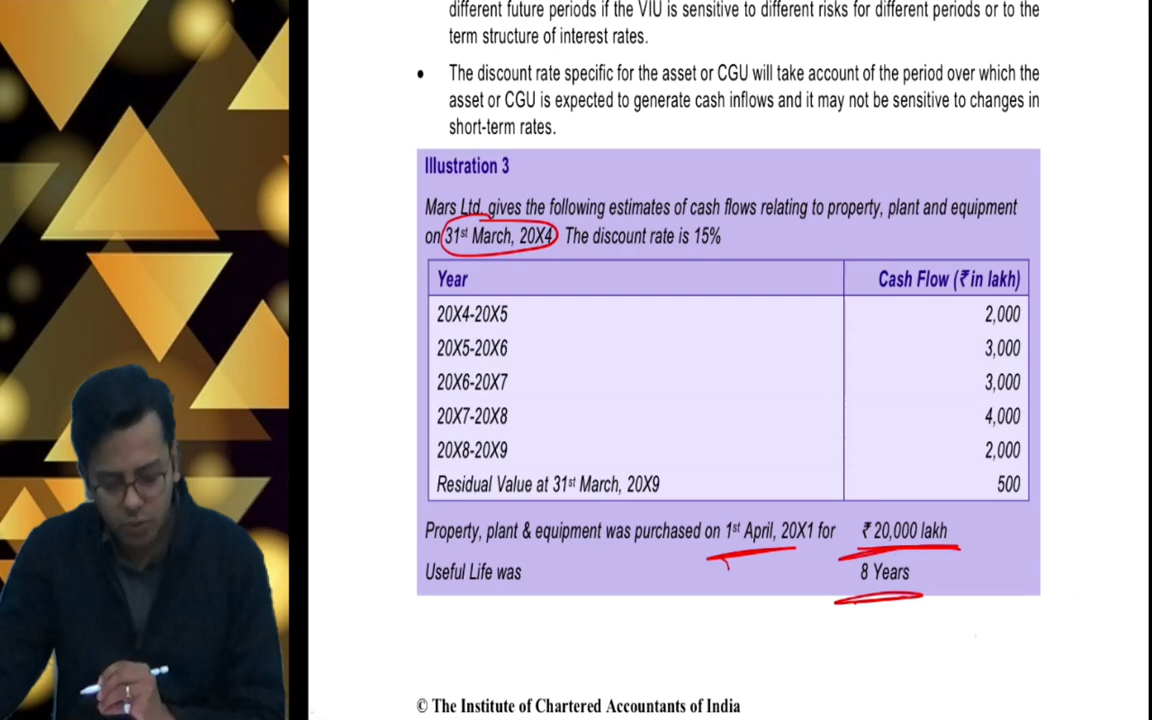 different future periods if the VIU is sensitive to different risks for different periods or to the
term structure of interest rates.
• The discount rate specific for the asset or CGU will take account of the period over which the
asset or CGU is expected to generate cash inflows and it may not be sensitive to changes in
short-term rates.
Illustration 3
Mars Ltd. gives the following estimates of cash flows relating to property, plant and equipment
on 31st March, 20X4. The discount rate is 15%
Year Cash Flow (₹ in lakh)
20X4-20X5 2,000
20X5-20X6 3,000
20X6-20X7 3,000
20X7-20X8 4,000
20X8-20X9 2,000
Residual Value at 31st March, 20X9 500
Property, plant & equipment was purchased on 1st April, 20X1 for ₹ 20,000 lakh
Useful Life was 8 Years
© The Institute of Chartered Accountants of India